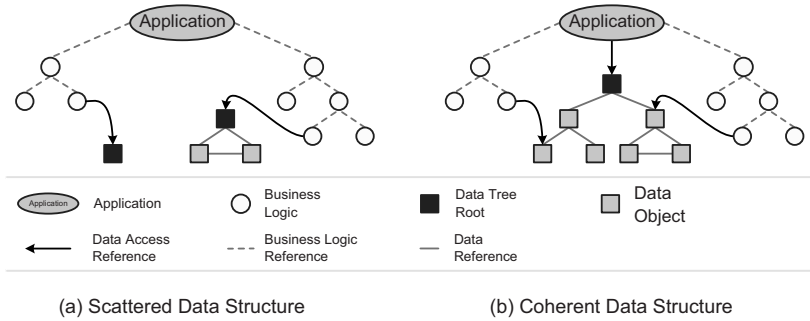 Application
Application
Application
Application
Business
Logic
Data Tree
Root
Data
Object
Data Access
Reference
Business Logic
Reference
Data
Reference
(a) Scattered Data Structure
(b) Coherent Data Structure